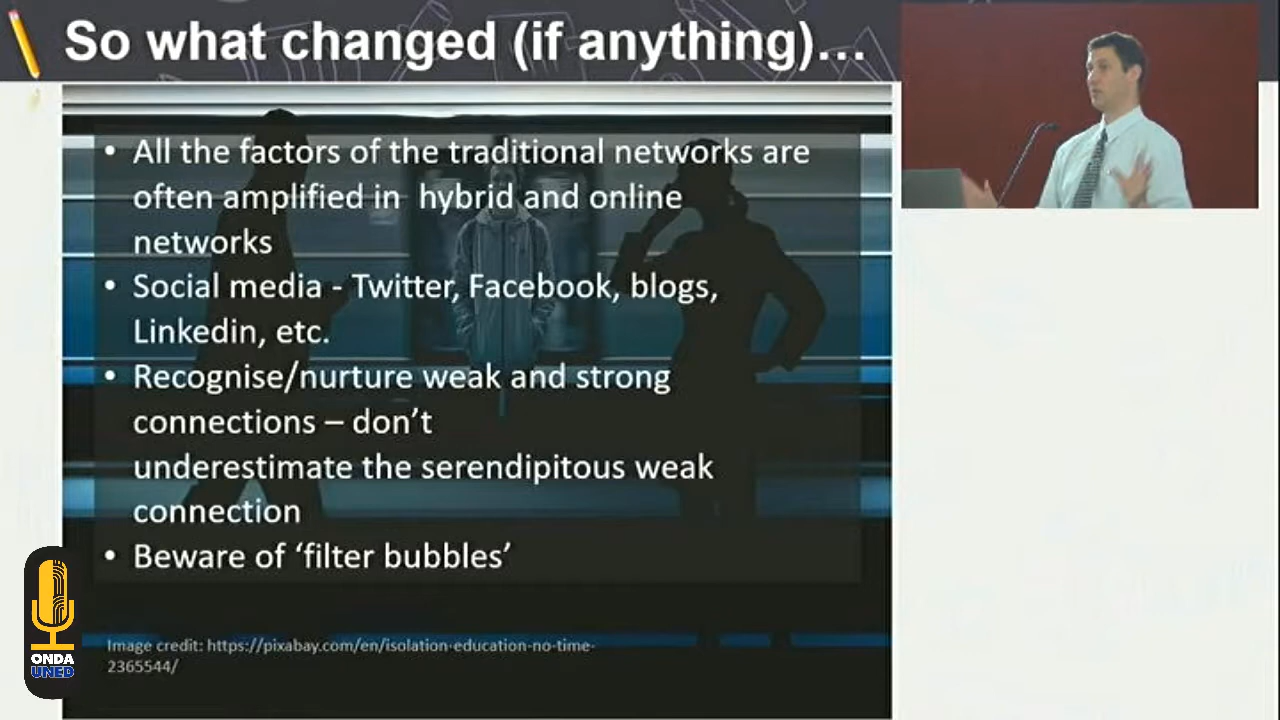 So what changed (if anything)…
• All the factors of the traditional networks are
often amplified in hybrid and online
networks
• Social media - Twitter, Facebook, blogs,
Linkedin, etc.
• Recognise/nurture weak and strong
connections – don’t
underestimate the serendipitous weak
connection
• Beware of ‘filter bubbles’
Image credit: https://pixabay.com/en/isolation-education-no-time-
2365544/
ONDA
UNED